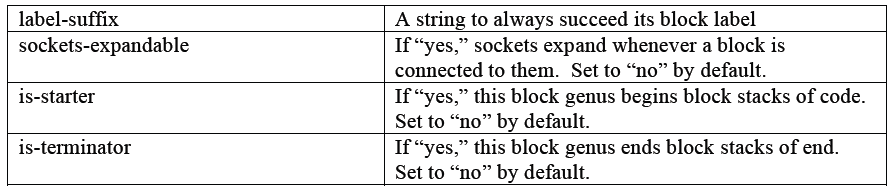 label-suffix A string to always succeed its block label
sockets-expandable If “yes,” sockets expand whenever a block is
connected to them. Set to “no” by default.
is-starter If “yes,” this block genus begins block stacks of code.
Set to “no” by default.
is-terminator If “yes,” this block genus ends block stacks of end.
Set to “no” by default.